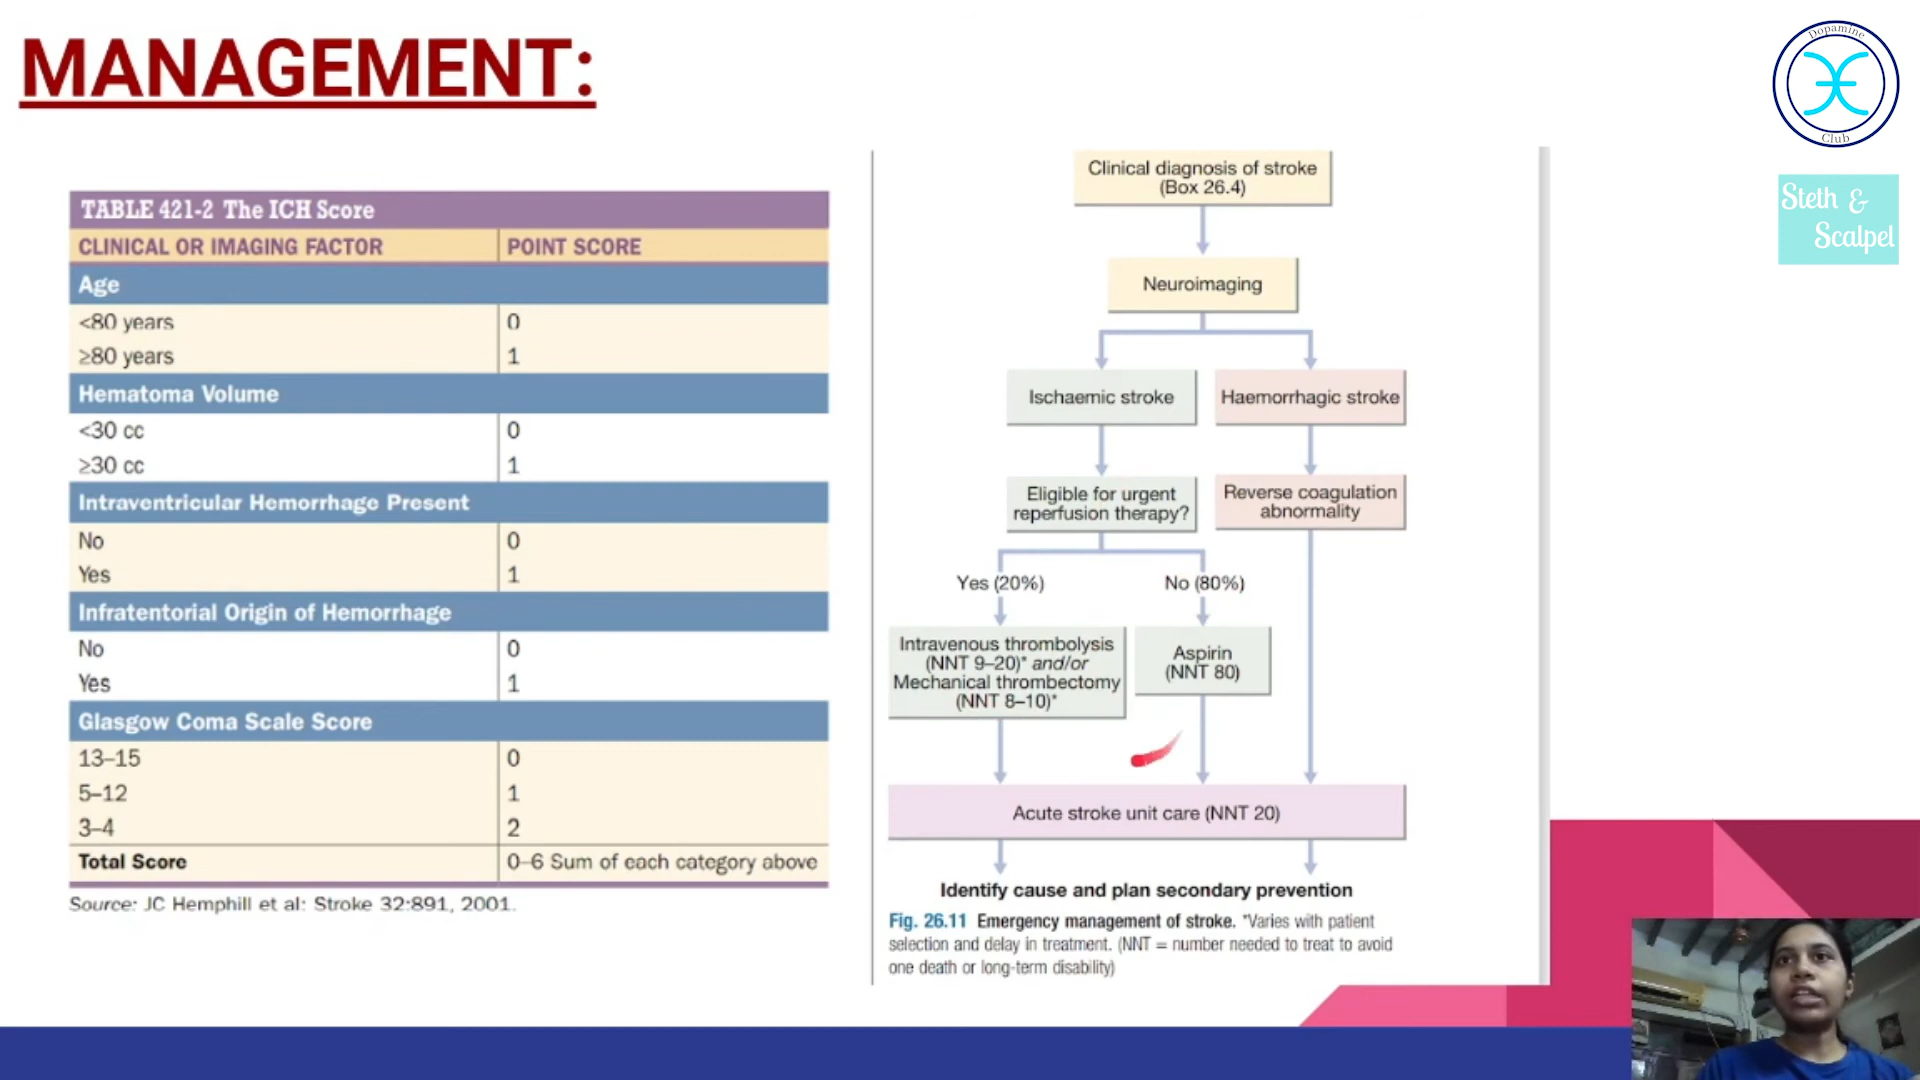 MANAGEMENT:
Dopamine
Club
Steth &
Scalpel
TABLE 421-2 The ICH Score
CLINICAL OR IMAGING FACTOR POINT SCORE
Age
<80 years 0
≥80 years 1
Hematoma Volume
<30 cc 0
≥30 cc 1
Intraventricular Hemorrhage Present
No 0
Yes 1
Infratentorial Origin of Hemorrhage
No 0
Yes 1
Glasgow Coma Scale Score
13–15 0
5–12 1
3–4 2
Total Score 0–6 Sum of each category above
Source: JC Hemphill et al: Stroke 32:891, 2001.
Clinical diagnosis of stroke
(Box 26.4)
Neuroimaging
Ischaemic stroke
Haemorrhagic stroke
Eligible for urgent
reperfusion therapy?
Reverse coagulation
abnormality
Yes (20%)
No (80%)
Intravenous thrombolysis
(NNT 9–20)* and/or
Mechanical thrombectomy
(NNT 8–10)*
Aspirin
(NNT 80)
Acute stroke unit care (NNT 20)
Identify cause and plan secondary prevention
Fig. 26.11 Emergency management of stroke. *Varies with patient
selection and delay in treatment. (NNT = number needed to treat to avoid
one death or long-term disability)